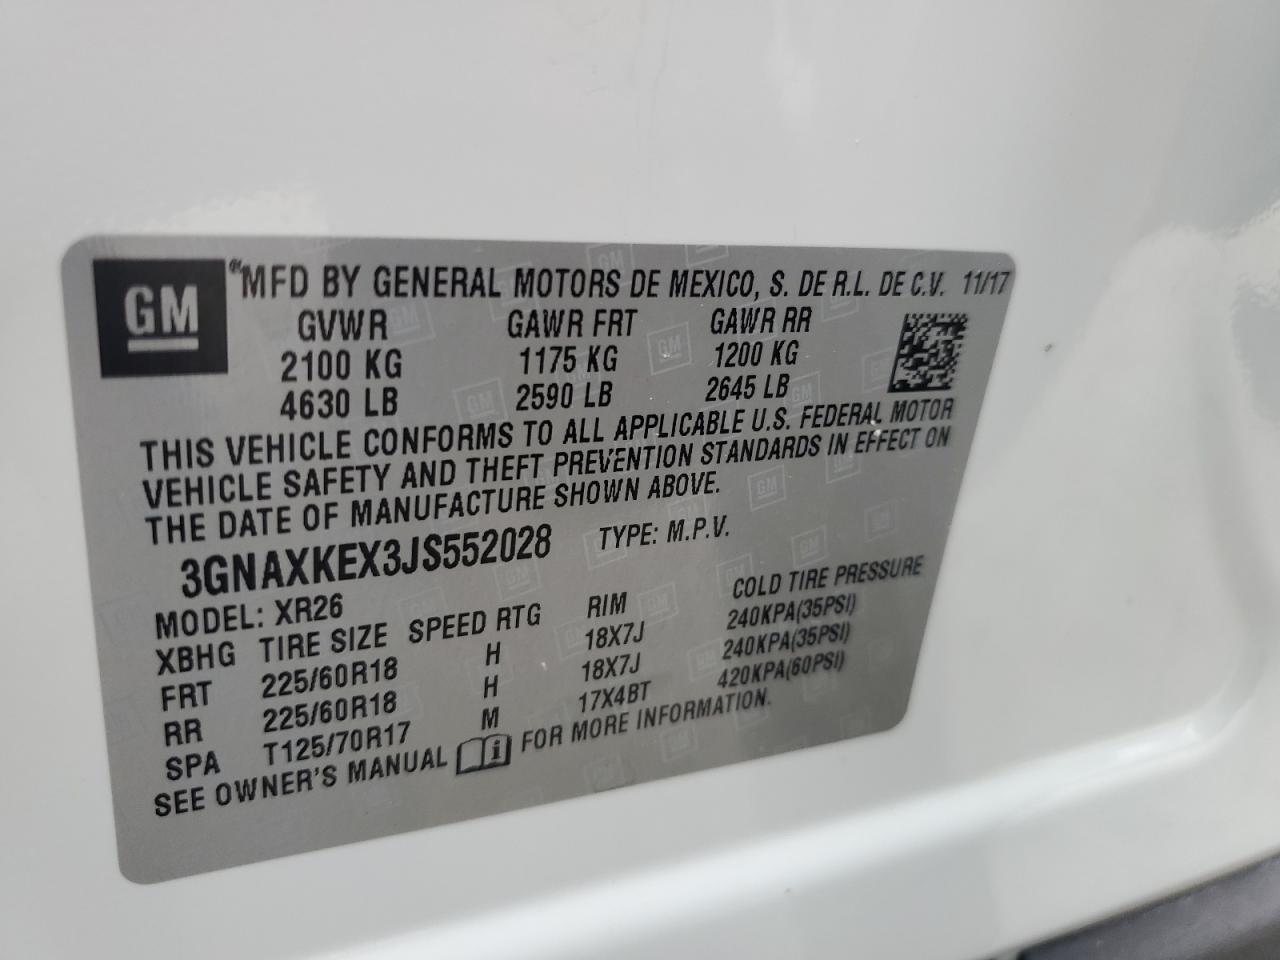 GM
MFD BY GENERAL MOTORS DE MEXICO, S. DE R.L. DE C.V. 11/17
GVWR GAWR FRT GAWR RR
2100 KG 1175 KG 1200 KG
4630 LB 2590 LB 2645 LB
THIS VEHICLE CONFORMS TO ALL APPLICABLE U.S. FEDERAL MOTOR
VEHICLE SAFETY AND THEFT PREVENTION STANDARDS IN EFFECT ON
THE DATE OF MANUFACTURE SHOWN ABOVE.
3GNAXKEX3JS552028 TYPE: M.P.V.
MODEL: XR26
XBHG TIRE SIZE SPEED RTG RIM COLD TIRE PRESSURE
FRT 225/60R18 H 18X7J 240KPA(35PSI)
RR 225/60R18 H 18X7J 240KPA(35PSI)
SPA T125/70R17 M 17X4BT 420KPA(60PSI)
SEE OWNER'S MANUAL FOR MORE INFORMATION.